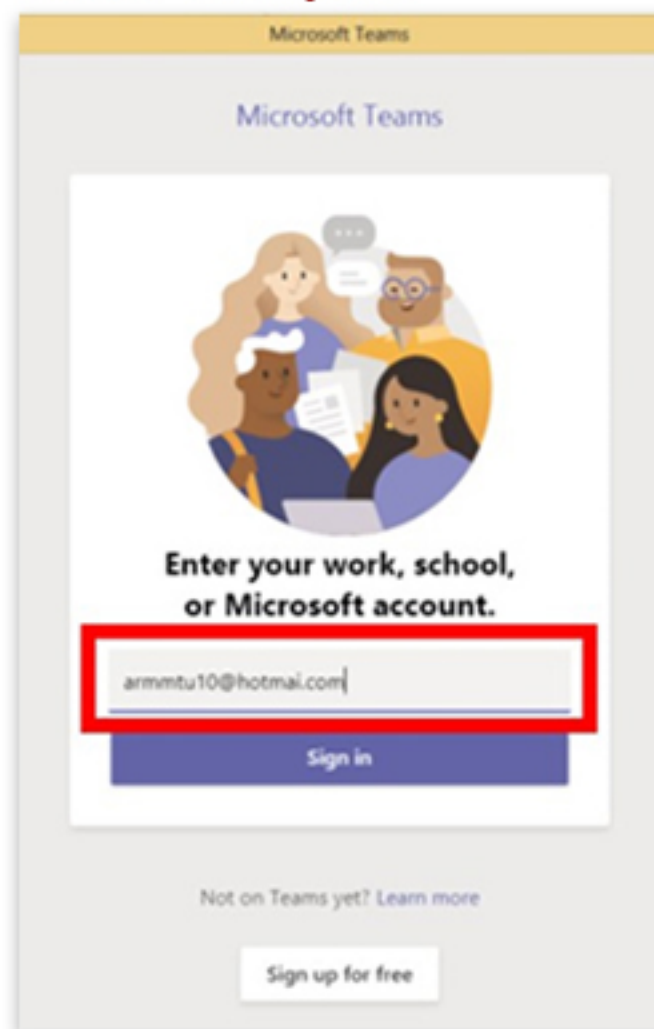 Microsoft Teams
Microsoft Teams
Enter your work, school,
or Microsoft account.
armmtu10@hotmai.com
Sign in
Not on Teams yet? Learn more
Sign up for free